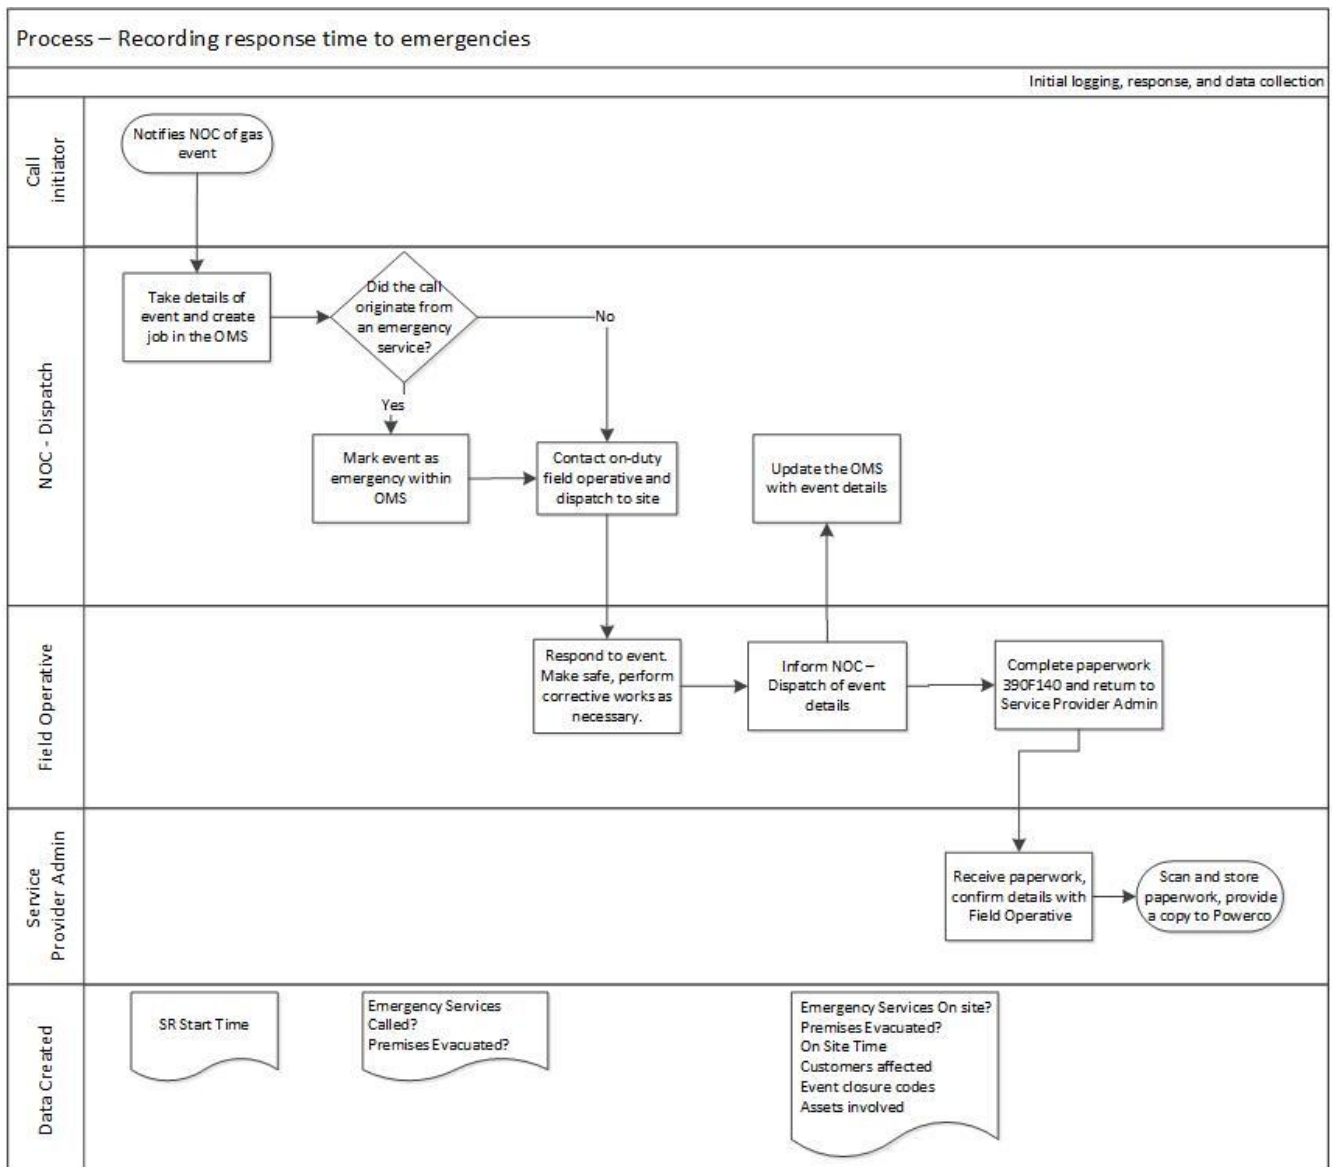 Process – Recording response time to emergencies
Initial logging, response, and data collection
Call
initiator
Notifies NOC of gas
event
NOC - Dispatch
Take details of
event and create
job in the OMS
Did the call
originate from
an emergency
service?
No
Yes
Mark event as
emergency within
OMS
Contact on-duty
field operative and
dispatch to site
Update the OMS
with event details
Field Operative
Respond to event.
Make safe, perform
corrective works as
necessary.
Inform NOC –
Dispatch of event
details
Complete paperwork
390F140 and return to
Service Provider Admin
Service
Provider Admin
Receive paperwork,
confirm details with
Field Operative
Scan and store
paperwork, provide
a copy to Powerco
Data Created
SR Start Time
Emergency Services
Called?
Premises Evacuated?
Emergency Services On site?
Premises Evacuated?
On Site Time
Customers affected
Event closure codes
Assets involved